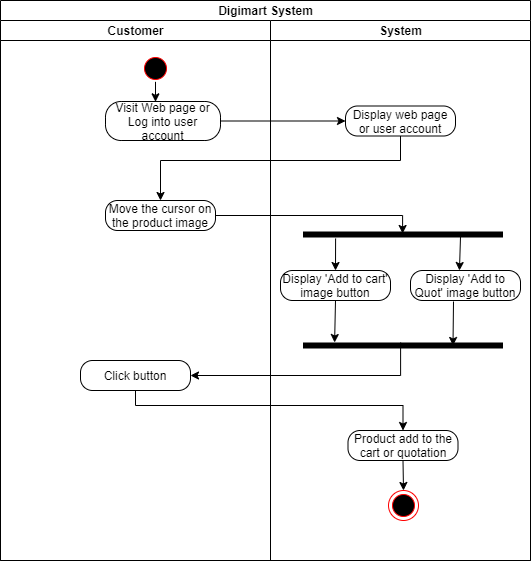 Digimart System
Customer
System
Visit Web page or
Log into user
account
Display web page
or user account
Move the cursor on
the product image
Display 'Add to cart'
image button
Display 'Add to
Quot' image button
Click button
Product add to the
cart or quotation